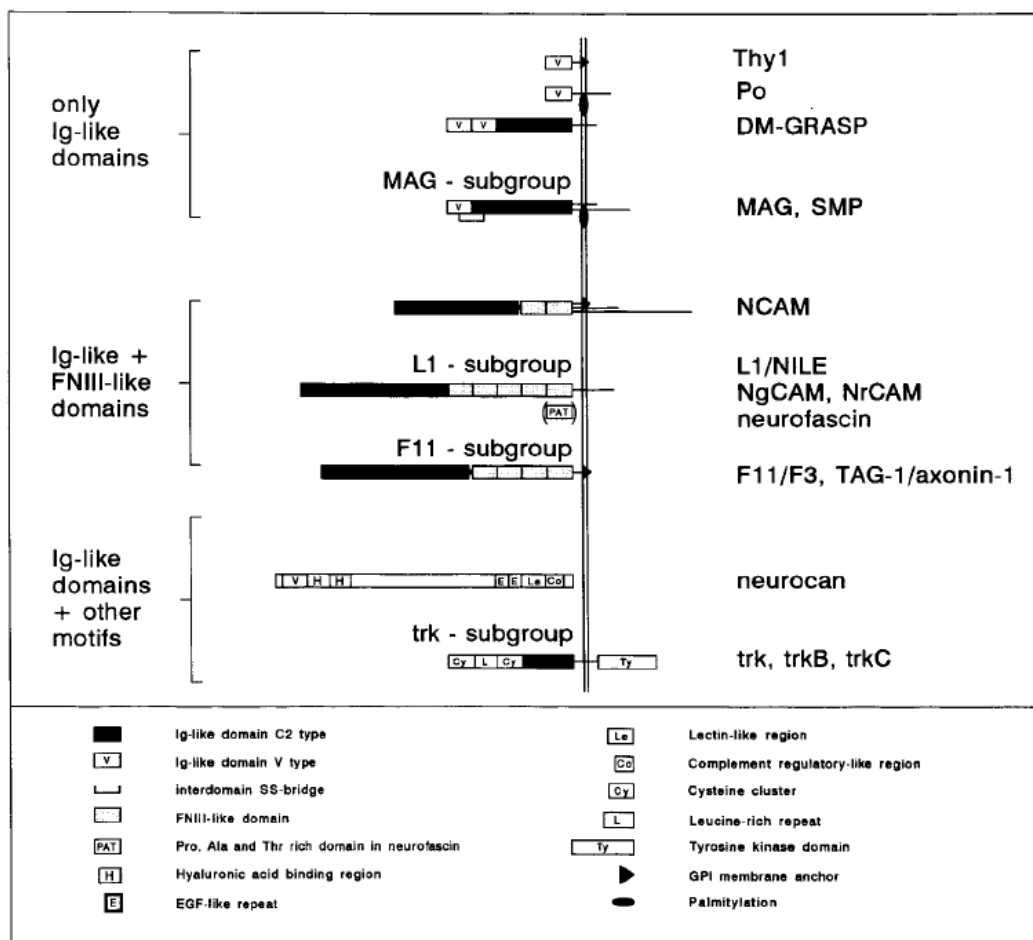 only
Ig-like
domains
Thy1
V
Po
V
DM-GRASP
V V
MAG - subgroup
MAG, SMP
V
NCAM
Ig-like +
FNIII-like
domains
L1 - subgroup
L1/NILE
NgCAM, NrCAM
neurofascin
(PAT)
F11 - subgroup
F11/F3, TAG-1/axonin-1
Ig-like
domains
+ other
motifs
V H H E E Le Co
neurocan
trk - subgroup
Cy L Cy Ty
trk, trkB, trkC
Ig-like domain C2 type
V Ig-like domain V type
interdomain SS-bridge
FNIII-like domain
PAT Pro, Ala and Thr rich domain in neurofascin
H Hyaluronic acid binding region
E EGF-like repeat
Le Lectin-like region
Co Complement regulatory-like region
Cy Cysteine cluster
L Leucine-rich repeat
Ty Tyrosine kinase domain
GPI membrane anchor
Palmitylation